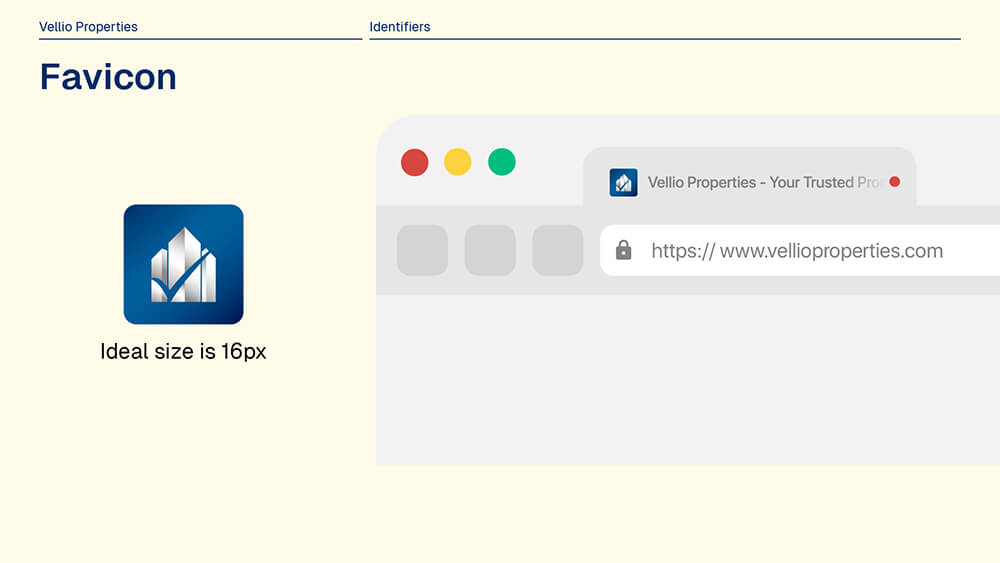 Vellio Properties
Identifiers
Favicon
Vellio Properties - Your Trusted Pro
https:// www.vellioproperties.com
Ideal size is 16px